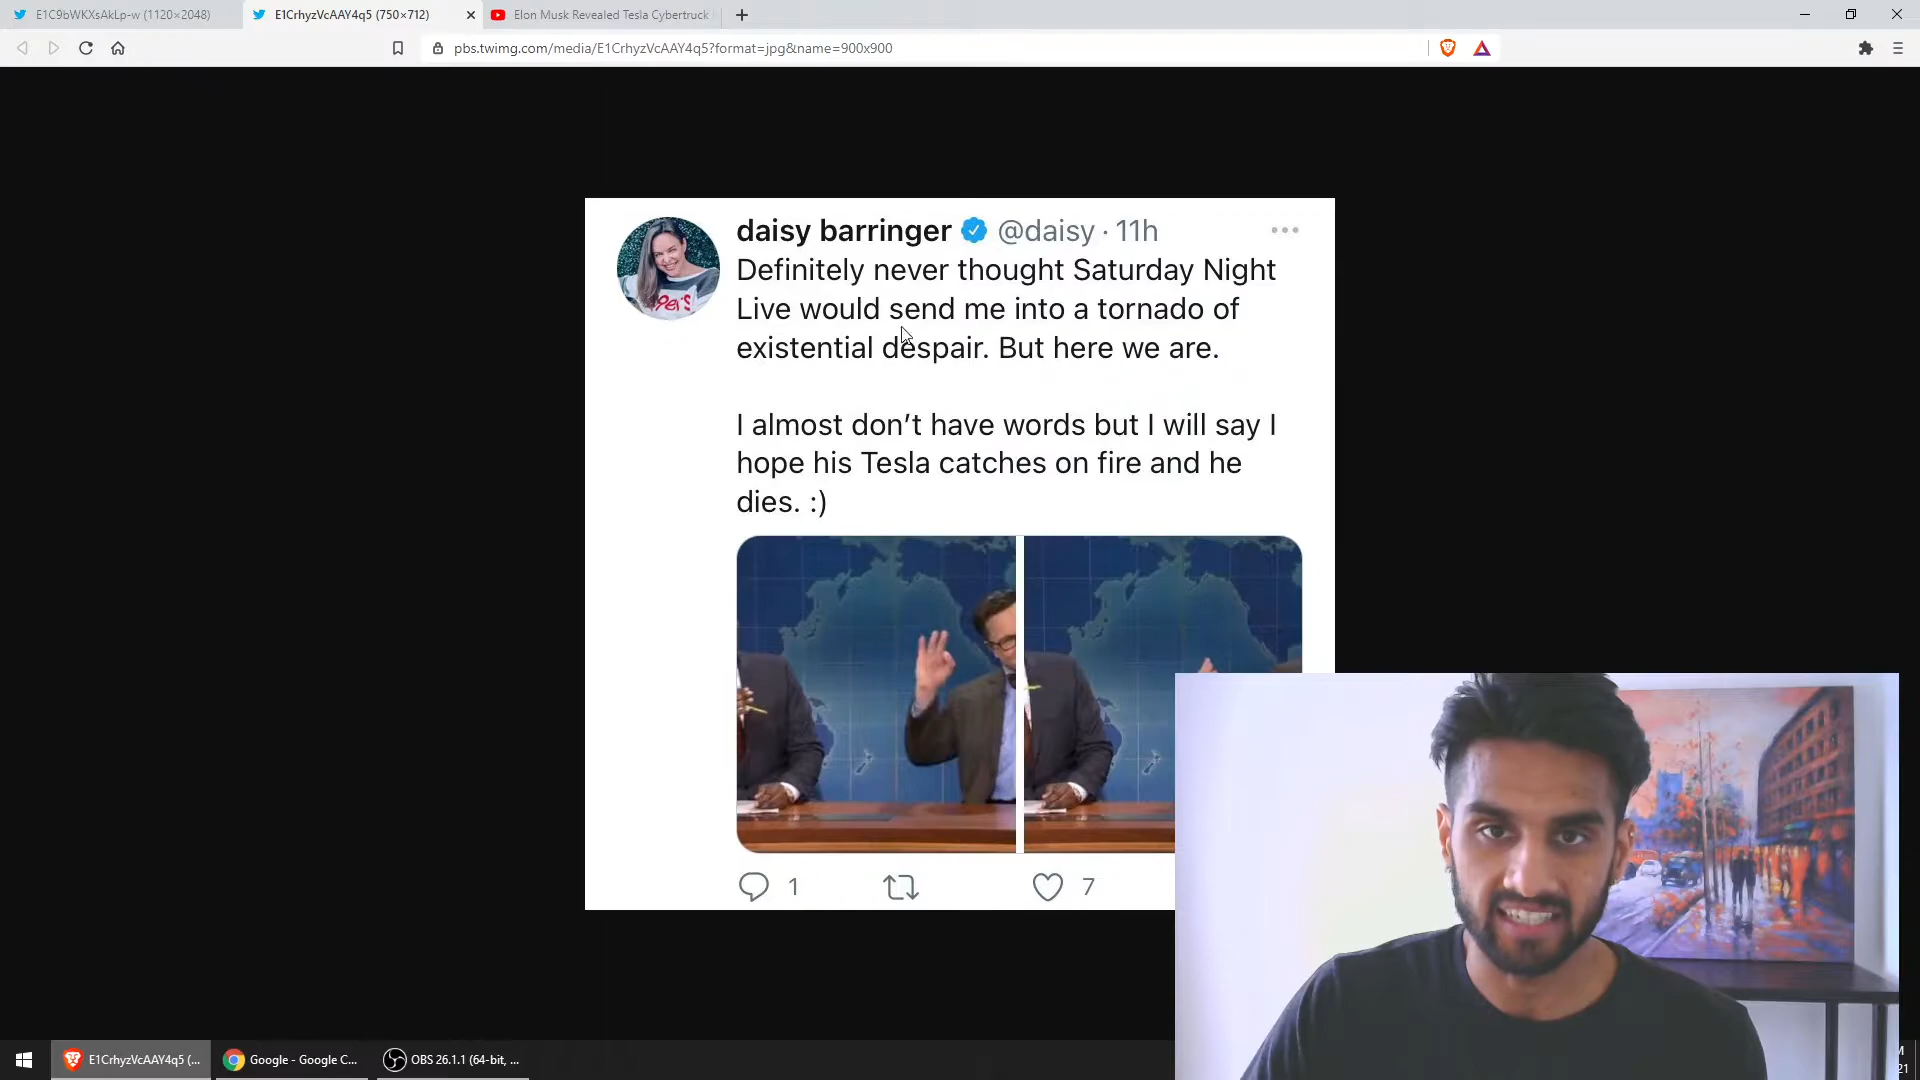 E1C9bWKXsAkLp-w (1120×2048)
E1CrhyzVcAAY4q5 (750×712)
Elon Musk Revealed Tesla Cybertruck
pbs.twimg.com/media/E1CrhyzVcAAY4q5?format=jpg&name=900x900
daisy barringer @daisy · 11h
Definitely never thought Saturday Night
Live would send me into a tornado of
existential despair. But here we are.
I almost don't have words but I will say I
hope his Tesla catches on fire and he
dies. :)
1
7
E1CrhyzVcAAY4q5 (...
Google - Google C...
OBS 26.1.1 (64-bit, ...